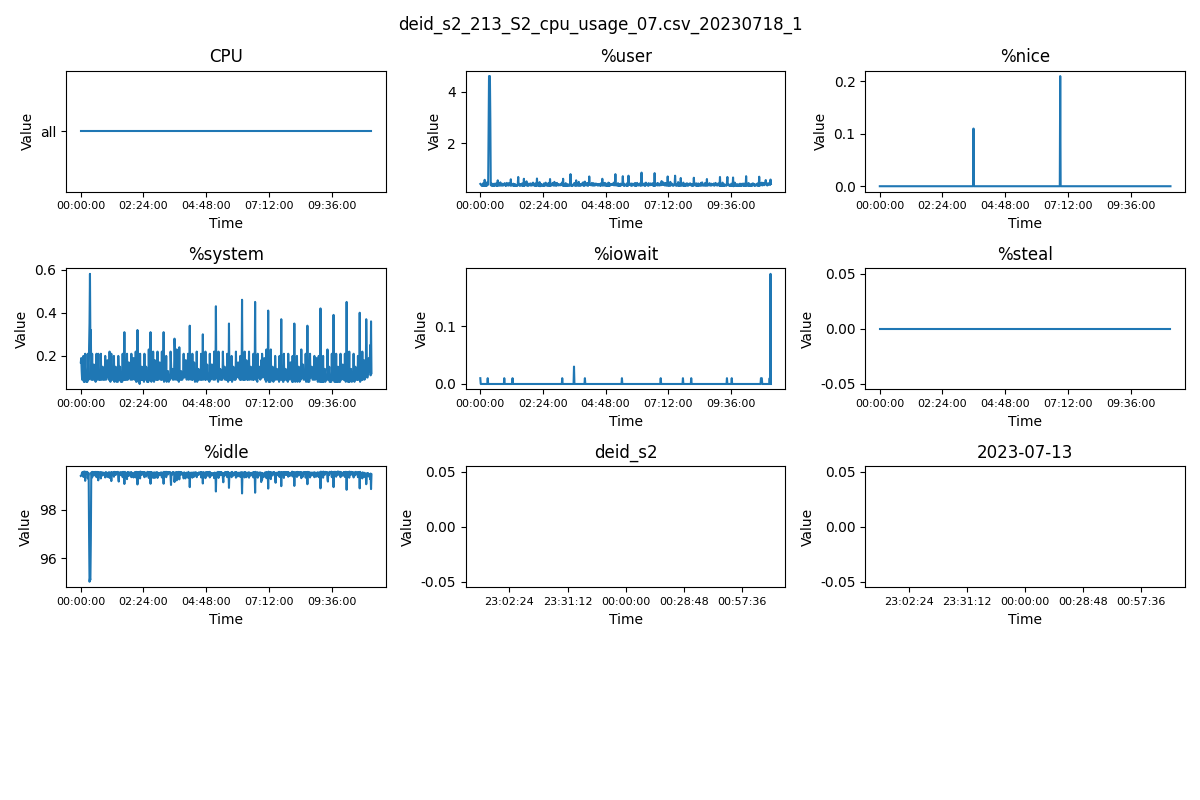 deid_s2_213_S2_cpu_usage_07.csv_20230718_1
CPU
Value
all
00:00:00 02:24:00 04:48:00 07:12:00 09:36:00
Time
%user
Value
4
2
00:00:00 02:24:00 04:48:00 07:12:00 09:36:00
Time
%nice
Value
0.2
0.1
0.0
00:00:00 02:24:00 04:48:00 07:12:00 09:36:00
Time
%system
Value
0.6
0.4
0.2
00:00:00 02:24:00 04:48:00 07:12:00 09:36:00
Time
%iowait
Value
0.1
0.0
00:00:00 02:24:00 04:48:00 07:12:00 09:36:00
Time
%steal
Value
0.05
0.00
-0.05
00:00:00 02:24:00 04:48:00 07:12:00 09:36:00
Time
%idle
Value
98
96
00:00:00 02:24:00 04:48:00 07:12:00 09:36:00
Time
deid_s2
Value
0.05
0.00
-0.05
23:02:24 23:31:12 00:00:00 00:28:48 00:57:36
Time
2023-07-13
Value
0.05
0.00
-0.05
23:02:24 23:31:12 00:00:00 00:28:48 00:57:36
Time